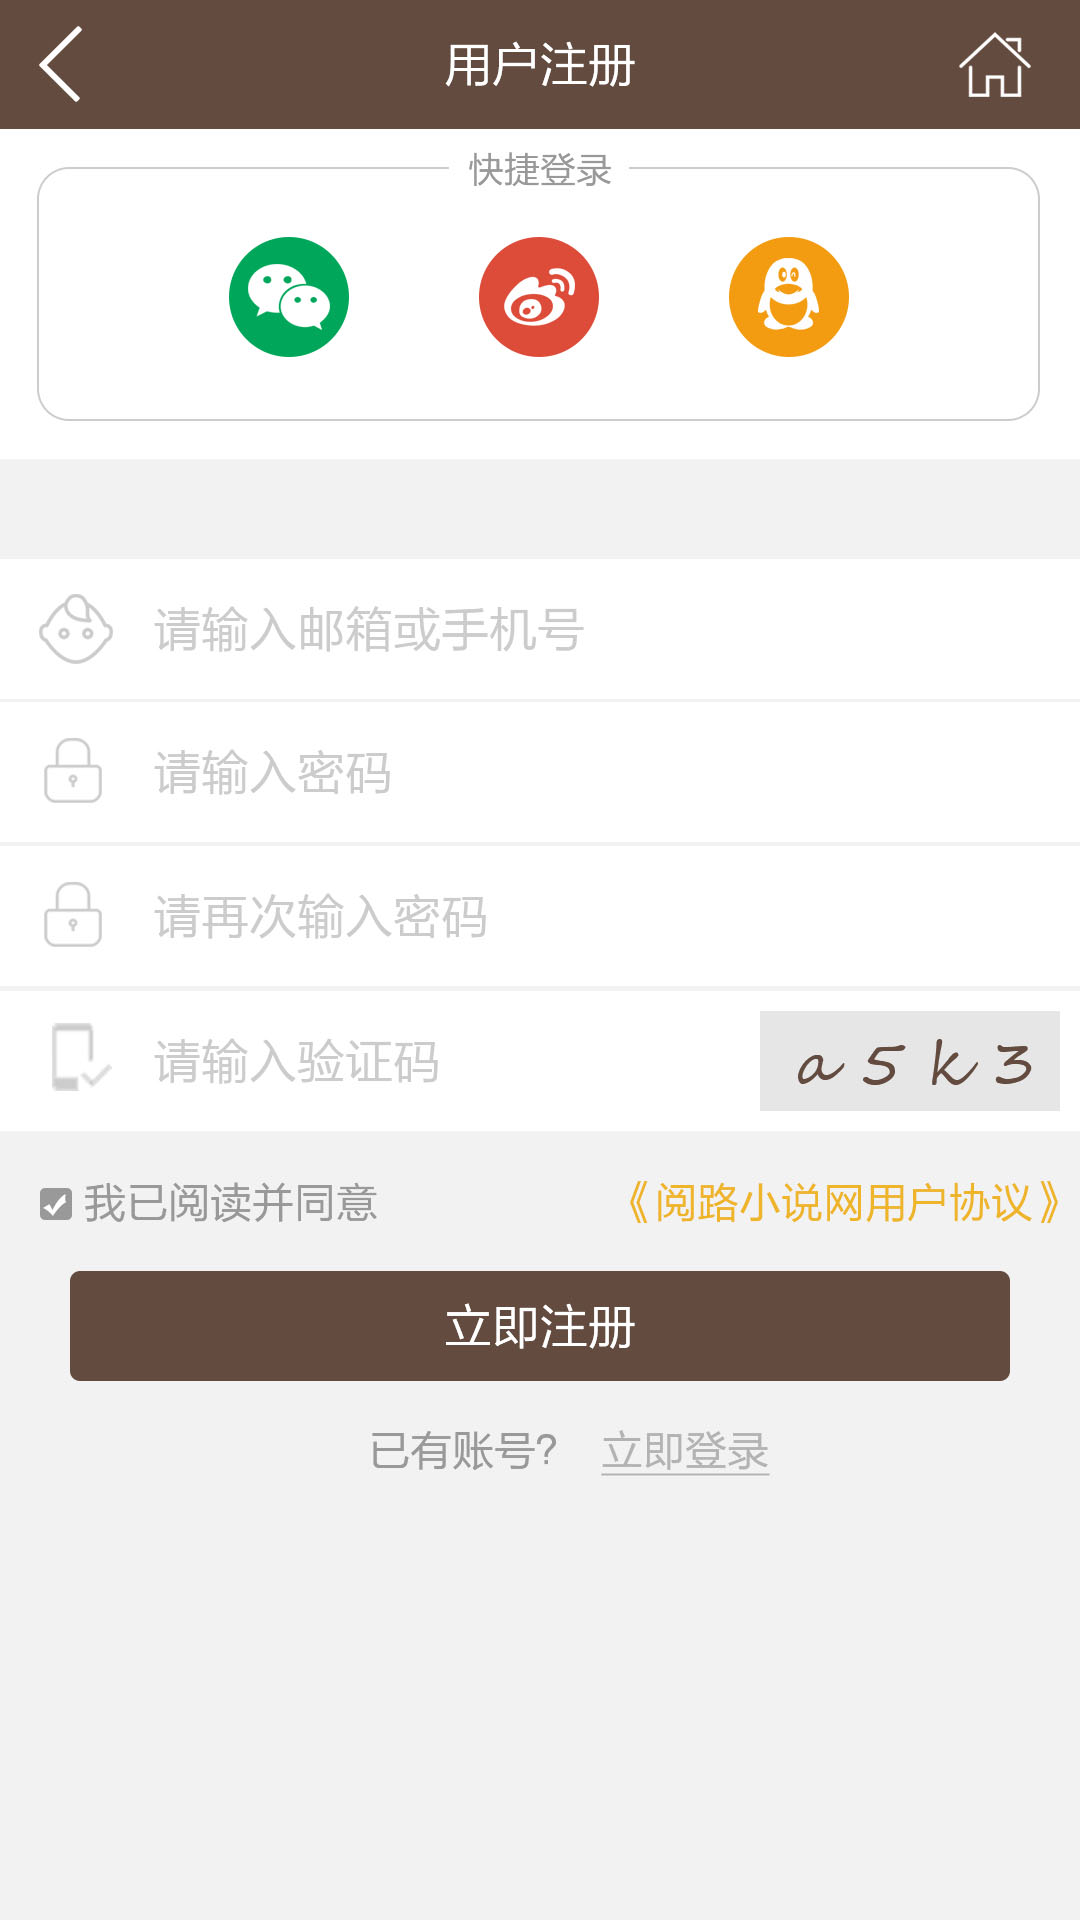 用户注册
快捷登录
请输入邮箱或手机号
请输入密码
请再次输入密码
请输入验证码 a 5 k 3
我已阅读并同意 《阅路小说网用户协议》
立即注册
已有账号? 立即登录